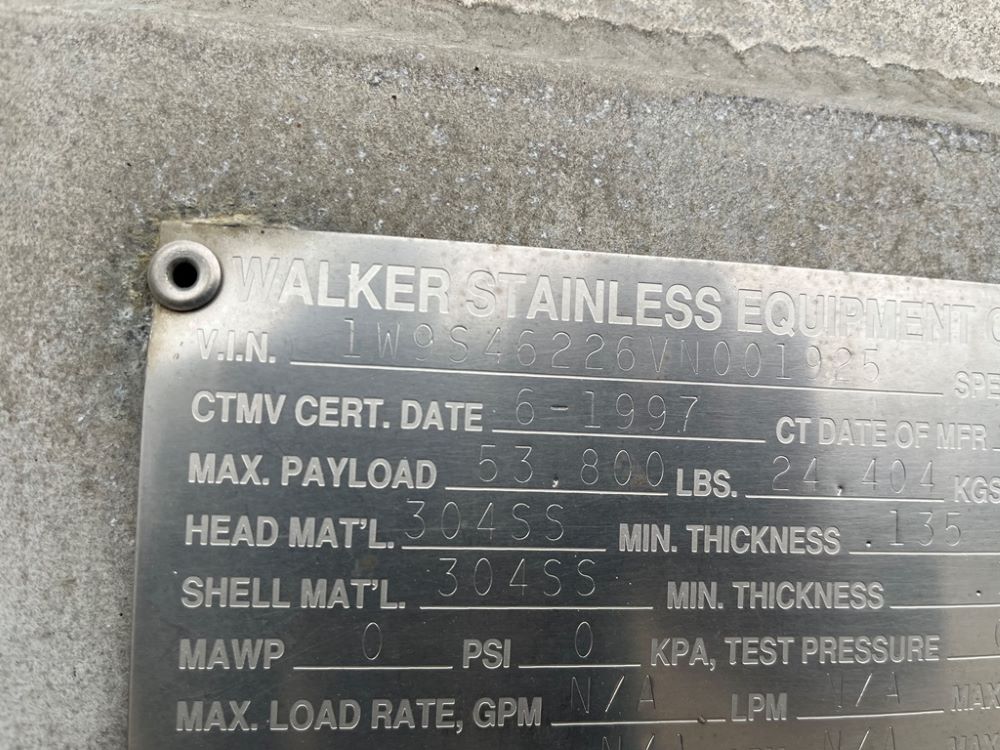 WALKER STAINLESS EQUIPMENT
V.I.N. 1W9S46226VN001925
CTMV CERT. DATE 6-1997 CT DATE OF MFR.
MAX. PAYLOAD 53,800 LBS. 24,404 KGS
HEAD MAT'L. 304SS MIN. THICKNESS .135
SHELL MAT'L. 304SS MIN. THICKNESS .
MAWP 0 PSI 0 KPA, TEST PRESSURE
MAX. LOAD RATE, GPM N/A LPM N/A
N/A N/A